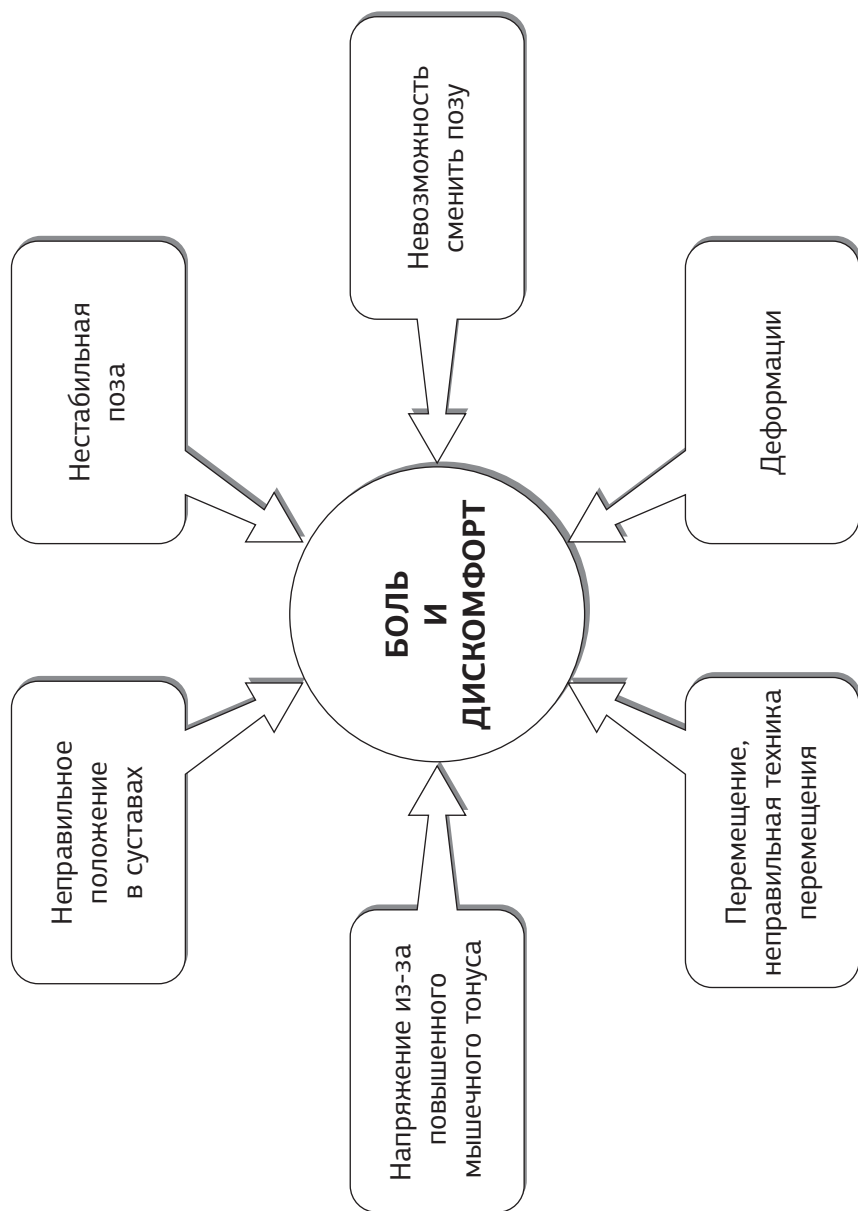 Неправильное
положение
в суставах
Нестабильная
поза
Напряжение из-за
повышенного
мышечного тонуса
БОЛЬ
И
ДИСКОМФОРТ
Невозможность
сменить позу
Перемещение,
неправильная техника
перемещения
Деформации